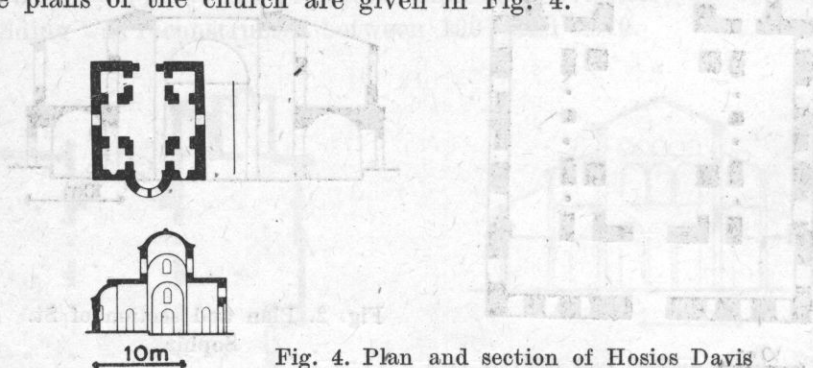 e plans of the church are given in Fig. 4.
10m
Fig. 4. Plan and section of Hosios Davis